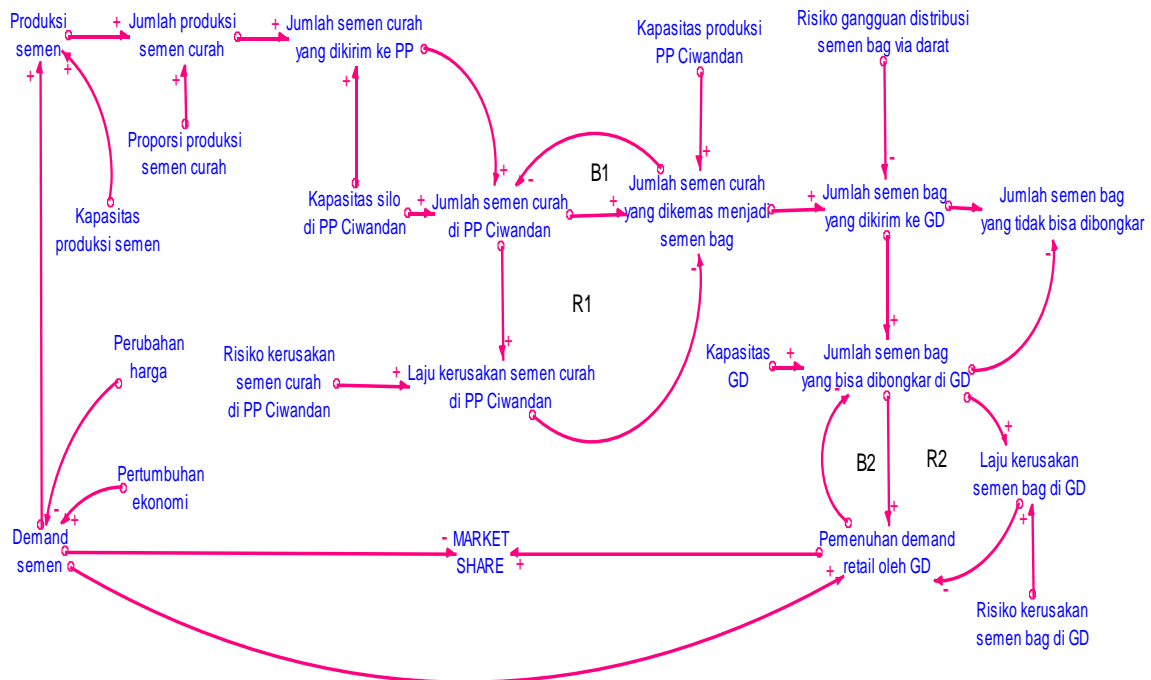 Produksi
semen
Jumlah produksi
semen curah
Jumlah semen curah
yang dikirim ke PP
Kapasitas produksi
PP Ciwandan
Risiko gangguan distribusi
semen bag via darat
+
+
+
+
+
+
Proporsi produksi
semen curah
Kapasitas
produksi semen
+
Kapasitas silo
di PP Ciwandan
+
+
-
Jumlah semen curah
di PP Ciwandan
B1
+
+
Jumlah semen curah
yang dikemas menjadi
semen bag
-
+
-
Jumlah semen bag
yang dikirim ke GD
+
Jumlah semen bag
yang tidak bisa dibongkar
-
R1
+
+
Perubahan
harga
Risiko kerusakan
semen curah
di PP Ciwandan
+
Laju kerusakan semen curah
di PP Ciwandan
Kapasitas
GD
+
Jumlah semen bag
yang bisa dibongkar di GD
-
+
B2
R2
Laju kerusakan
semen bag di GD
Pertumbuhan
ekonomi
-
+
+
+
Demand
semen
-
MARKET
SHARE
+
Pemenuhan demand
retail oleh GD
+
-
Risiko kerusakan
semen bag di GD